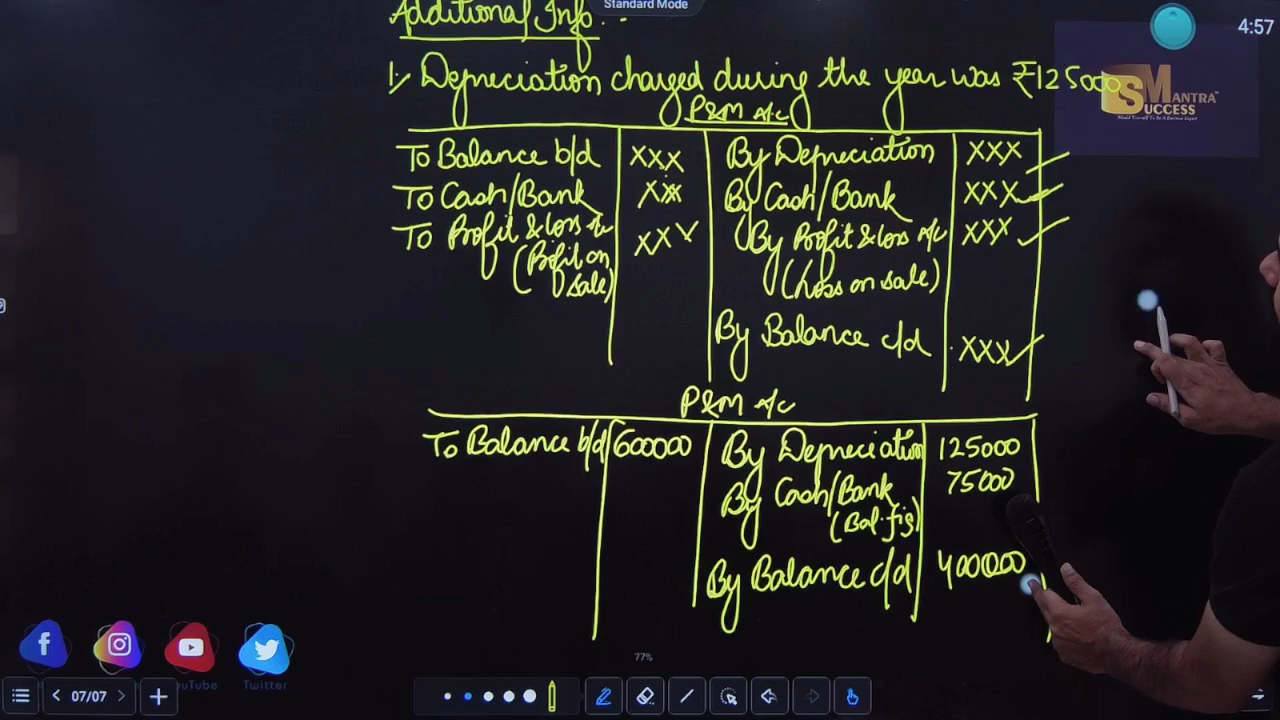 Standard Mode
4:57
Additional Info :-
1.) Depreciation charged during the year was ₹125000
SM MANTRA
SUCCESS
P&M a/c
To Balance b/d XXX By Depreciation XXX
To Cash/Bank XXX By Cash/Bank XXX
To Profit & Loss a/c XXX By Profit & Loss a/c XXX
(Profit on sale) (Loss on sale)
By Balance c/d XXX
P&M a/c
To Balance b/d 600000 By Depreciation 125000
By Cash/Bank 75000
(Bal. fig)
By Balance c/d 400000
YouTube Twitter
77%
07/07